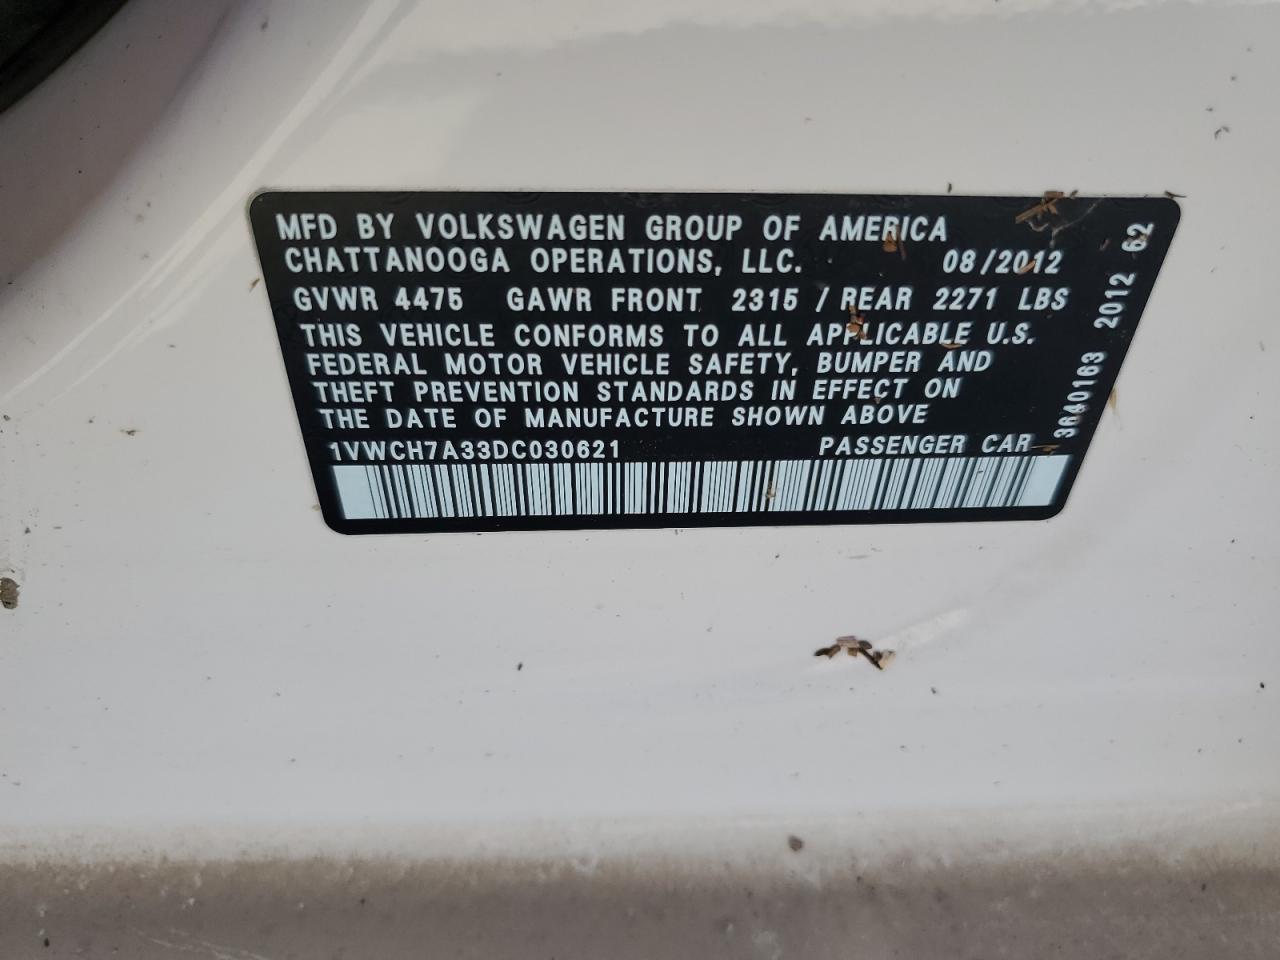 MFD BY VOLKSWAGEN GROUP OF AMERICA
CHATTANOOGA OPERATIONS, LLC. 08/2012
GVWR 4475 GAWR FRONT 2315 / REAR 2271 LBS
THIS VEHICLE CONFORMS TO ALL APPLICABLE U.S.
FEDERAL MOTOR VEHICLE SAFETY, BUMPER AND
THEFT PREVENTION STANDARDS IN EFFECT ON
THE DATE OF MANUFACTURE SHOWN ABOVE
1VWCH7A33DC030621 PASSENGER CAR
3640163 2012 62